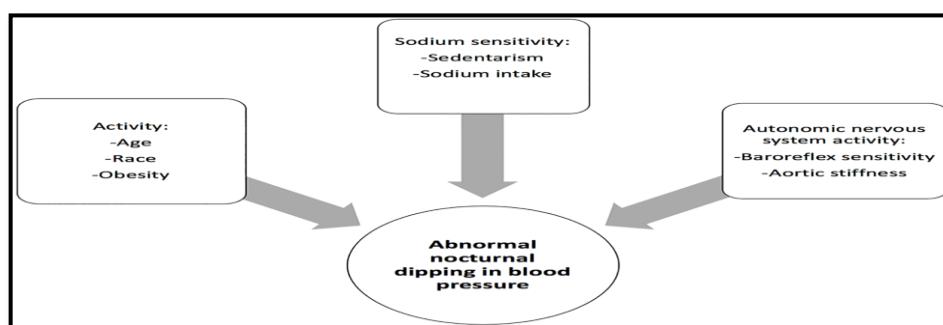 Sodium sensitivity:
-Sedentarism
-Sodium intake
Activity:
-Age
-Race
-Obesity
Autonomic nervous
system activity:
-Baroreflex sensitivity
-Aortic stiffness
Abnormal
nocturnal
dipping in blood
pressure